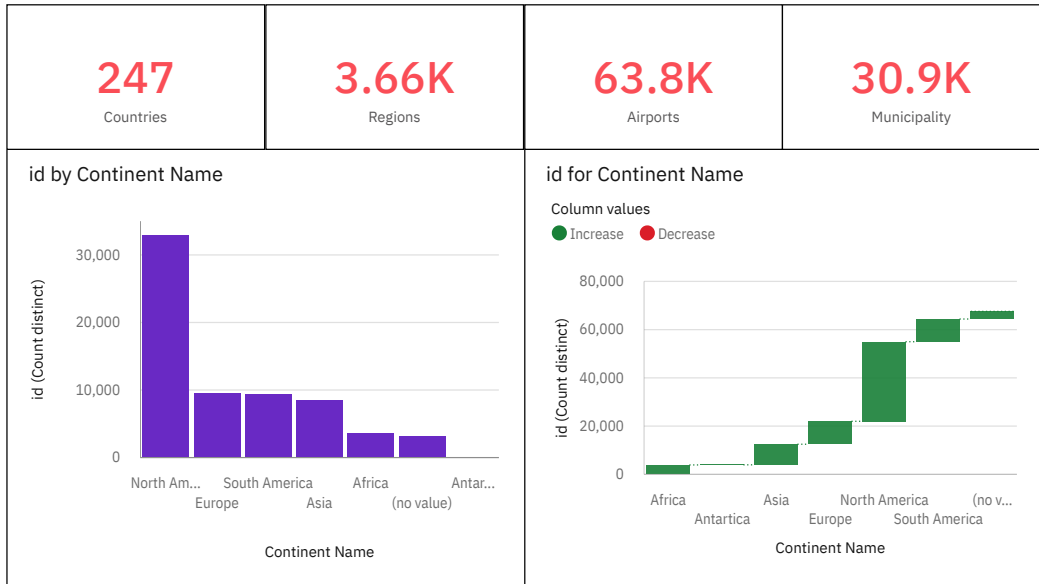 247
Countries
3.66K
Regions
63.8K
Airports
30.9K
Municipality
id by Continent Name
id (Count distinct)
30,000
20,000
10,000
0
North Am...
Europe
South America
Asia
Africa
(no value)
Antar...
Continent Name
id for Continent Name
Column values
Increase
Decrease
id (Count distinct)
80,000
60,000
40,000
20,000
0
Africa
Antartica
Asia
Europe
North America
South America
(no v...
Continent Name